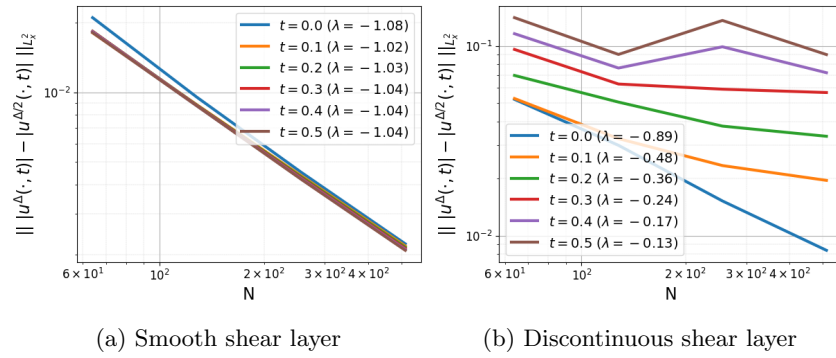 || |u^Δ(·, t)| − |u^{Δ/2}(·, t)| ||_{L_x^2}
10^{−2}
t = 0.0 (λ = −1.08)
t = 0.1 (λ = −1.02)
t = 0.2 (λ = −1.03)
t = 0.3 (λ = −1.04)
t = 0.4 (λ = −1.04)
t = 0.5 (λ = −1.04)
6 × 10^1 10^2 2 × 10^2 3 × 10^2 4 × 10^2
N
(a) Smooth shear layer
|| |u^Δ(·, t)| − |u^{Δ/2}(·, t)| ||_{L_x^2}
10^{−1}
10^{−2}
t = 0.0 (λ = −0.89)
t = 0.1 (λ = −0.48)
t = 0.2 (λ = −0.36)
t = 0.3 (λ = −0.24)
t = 0.4 (λ = −0.17)
t = 0.5 (λ = −0.13)
6 × 10^1 10^2 2 × 10^2 3 × 10^2 4 × 10^2
N
(b) Discontinuous shear layer